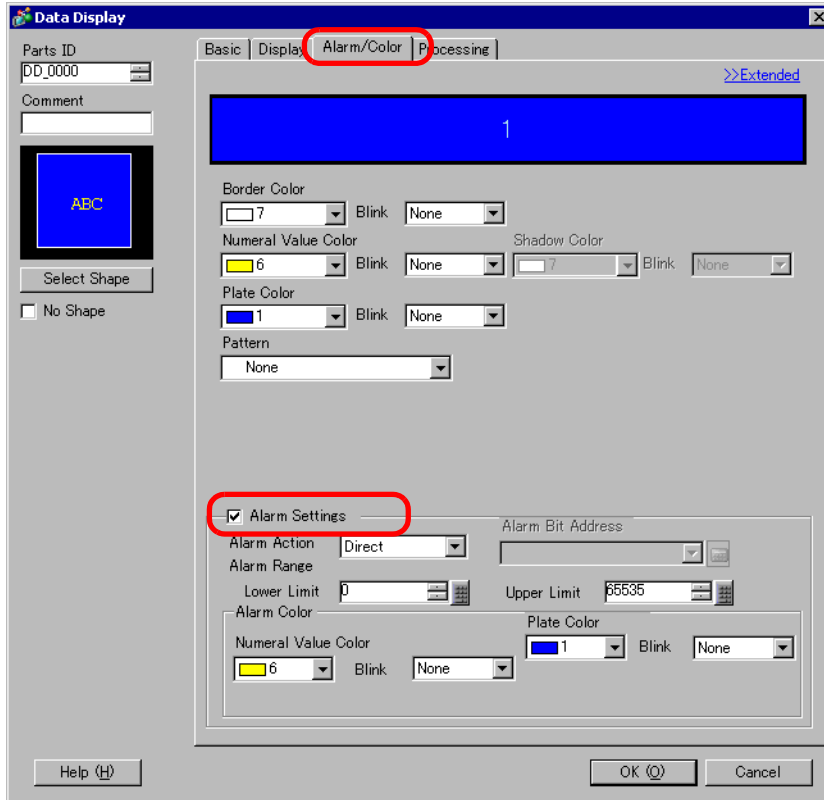 Data Display
Parts ID
DD_0000
Comment
ABC
Select Shape
No Shape
Basic Display Alarm/Color Processing
>>Extended
1
Border Color
7 Blink None
Numeral Value Color Shadow Color
6 Blink None 7 Blink None
Plate Color
1 Blink None
Pattern
None
Alarm Settings
Alarm Action Direct Alarm Bit Address
Alarm Range
Lower Limit 0 Upper Limit 65535
Alarm Color
Numeral Value Color Plate Color
6 Blink None 1 Blink None
Help (H) OK (O) Cancel